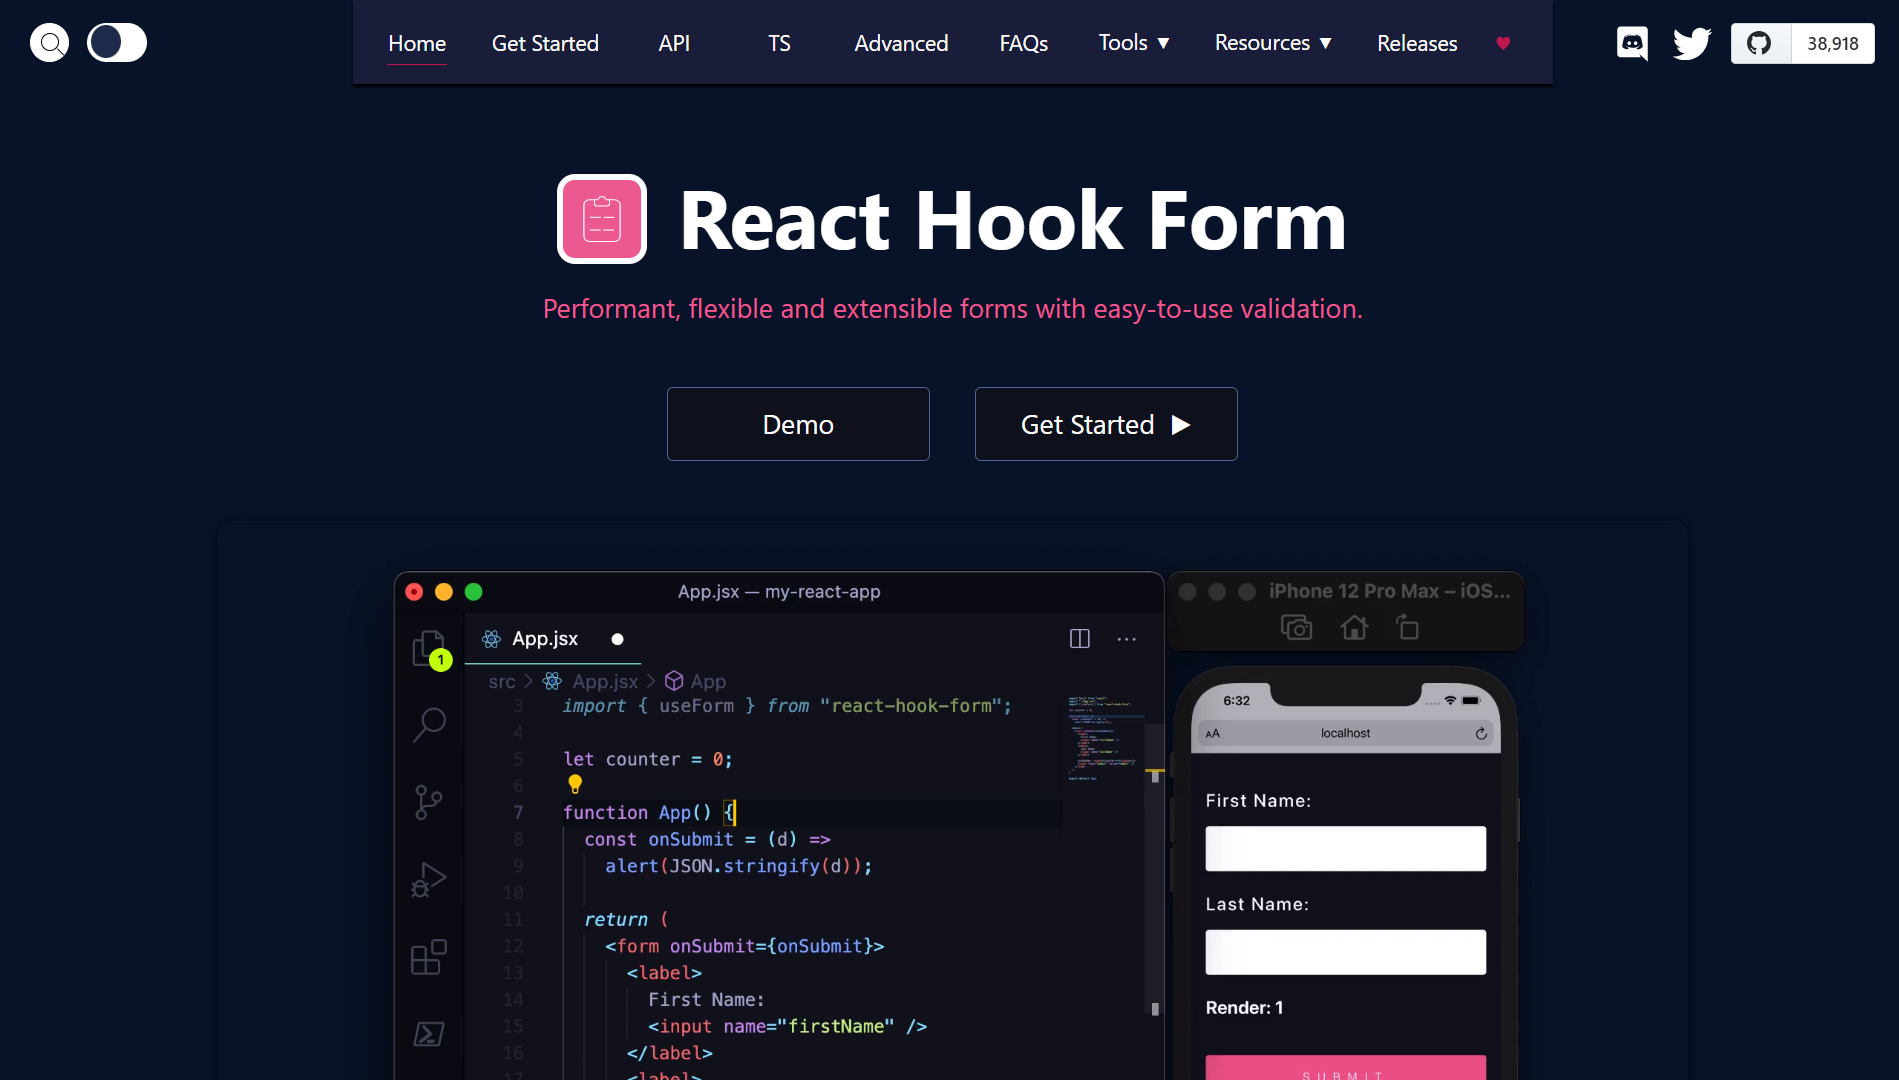 Home Get Started API TS Advanced FAQs Tools ▼ Resources ▼ Releases
38,918
React Hook Form
Performant, flexible and extensible forms with easy-to-use validation.
Demo
Get Started ▶
App.jsx — my-react-app
iPhone 12 Pro Max – iOS...
App.jsx
1
src > App.jsx > App
3 import { useForm } from "react-hook-form";
4
5 let counter = 0;
6
7 function App() {
8 const onSubmit = (d) =>
9 alert(JSON.stringify(d));
10
11 return (
12 <form onSubmit={onSubmit}>
13 <label>
14 First Name:
15 <input name="firstName" />
16 </label>
17 <label>
6:32
AA localhost
First Name:
Last Name:
Render: 1
SUBMIT